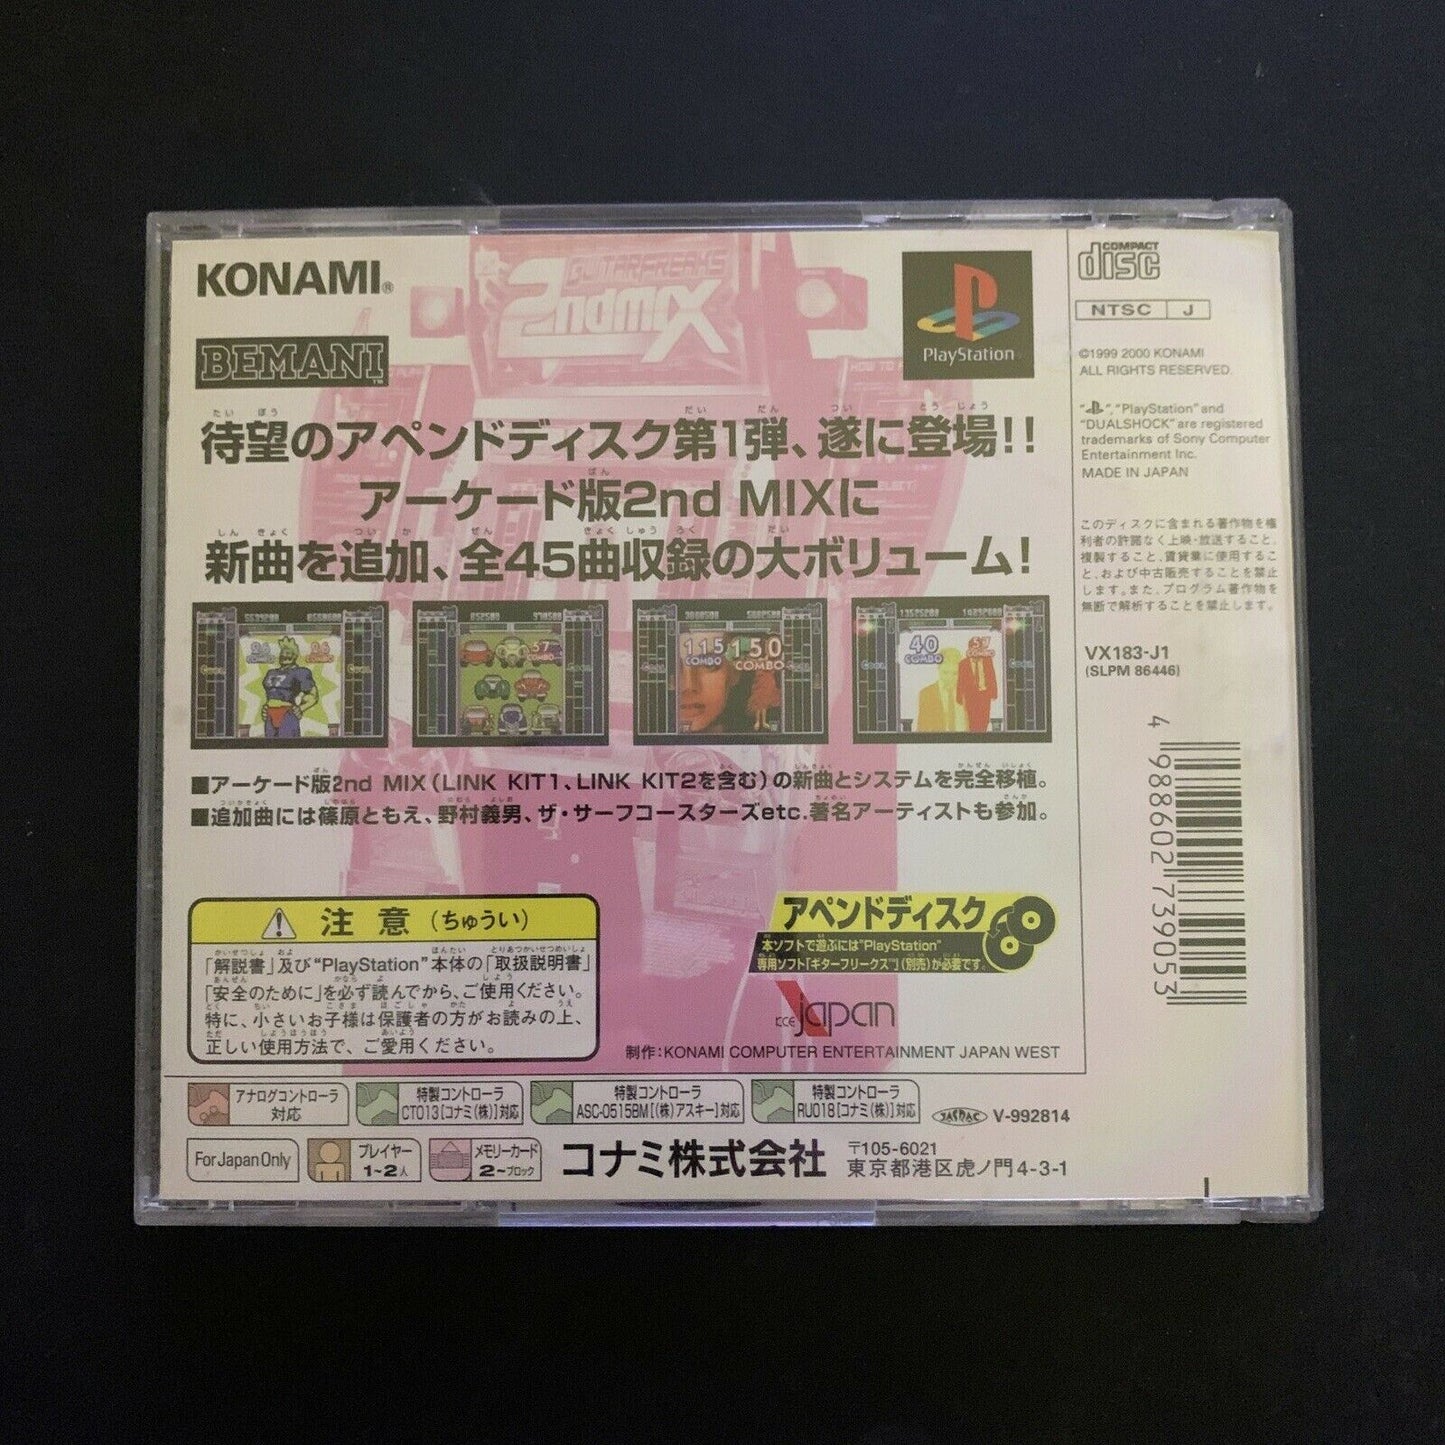 KONAMI®
BEMANI™
GUITARFREAKS
2ndMIX
PlayStation
待望のアペンドディスク第1弾、遂に登場!!
アーケード版2nd MIXに
新曲を追加、全45曲収録の大ボリューム!
115 COMBO
150 COMBO
40 COMBO
57 COMBO
■アーケード版2nd MIX(LINK KIT1、LINK KIT2を含む)の新曲とシステムを完全移植。
■追加曲には篠原ともえ、野村義男、ザ・サーフコースターズetc.著名アーティストも参加。
注意(ちゅうい)
「解説書」及び“PlayStation”本体の「取扱説明書」
「安全のために」を必ず読んでから、ご使用ください。
特に、小さいお子様は保護者の方がお読みの上、
正しい使用方法で、ご愛用ください。
アペンドディスク
本ソフトで遊ぶには“PlayStation”
専用ソフト「ギターフリークス™」(別売)が必要です。
KCE japan
制作:KONAMI COMPUTER ENTERTAINMENT JAPAN WEST
アナログコントローラ
対応
特製コントローラ
CT013[コナミ(株)]対応
特製コントローラ
ASC-0515BM[(株)アスキー]対応
特製コントローラ
RU018[コナミ(株)]対応
JASRAC V-992814
For Japan Only
プレイヤー
1~2人
メモリーカード
2~ブロック
コナミ株式会社
〒105-6021
東京都港区虎ノ門4-3-1
COMPACT
disc
NTSC J
©1999 2000 KONAMI
ALL RIGHTS RESERVED.
“ ”, “PlayStation” and
“DUALSHOCK” are registered
trademarks of Sony Computer
Entertainment Inc.
MADE IN JAPAN
このディスクに含まれる著作物を権
利者の許諾なく上映・放送すること、
複製すること、賃貸業に使用するこ
と、および中古販売することを禁止
します。また、プログラム著作物を
無断で解析することを禁止します。
VX183-J1
(SLPM 86446)
4 988602 739053